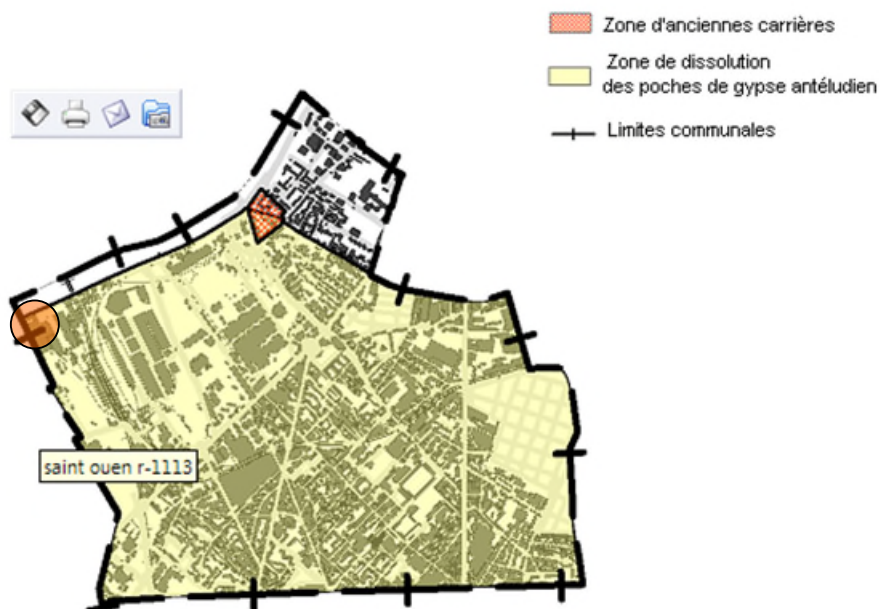 Zone d'anciennes carrières
Zone de dissolution
des poches de gypse antéludien
Limites communales
saint ouen r-1113